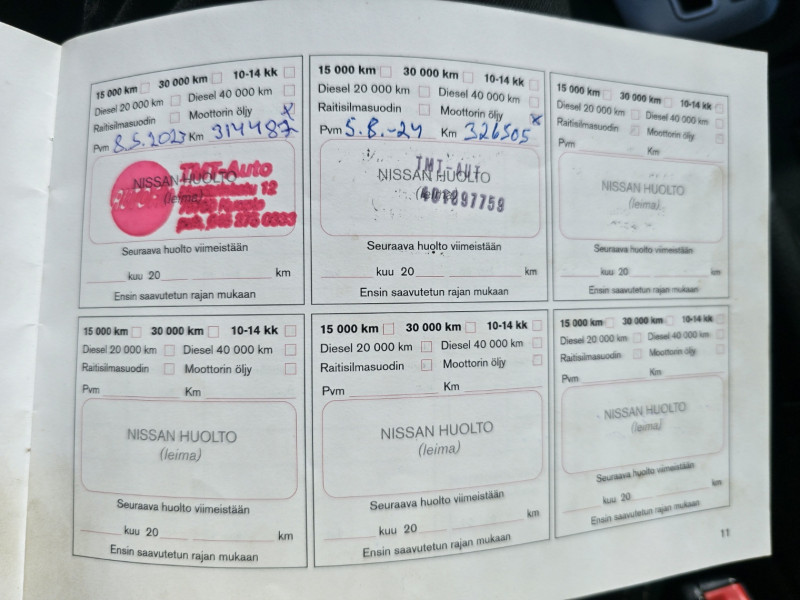 15 000 km 30 000 km 10-14 kk
Diesel 20 000 km Diesel 40 000 km
Raitisilmasuodin Moottorin öljy x
Pvm 8.5.2023 Km 314487
TMT-Auto
NISSAN HUOLTO
(leima)
12
Seuraava huolto viimeistään
kuu 20 km
Ensin saavutetun rajan mukaan
15 000 km 30 000 km 10-14 kk
Diesel 20 000 km Diesel 40 000 km
Raitisilmasuodin Moottorin öljy x
Pvm 5.8.-24 Km 326505
TMT-AUT
NISSAN HUOLTO
(leima)
Seuraava huolto viimeistään
kuu 20 km
Ensin saavutetun rajan mukaan
15 000 km 30 000 km 10-14 kk
Diesel 20 000 km Diesel 40 000 km
Raitisilmasuodin Moottorin öljy
Pvm Km
NISSAN HUOLTO
(leima)
Seuraava huolto viimeistään
kuu 20 km
Ensin saavutetun rajan mukaan
15 000 km 30 000 km 10-14 kk
Diesel 20 000 km Diesel 40 000 km
Raitisilmasuodin Moottorin öljy
Pvm Km
NISSAN HUOLTO
(leima)
Seuraava huolto viimeistään
kuu 20 km
Ensin saavutetun rajan mukaan
15 000 km 30 000 km 10-14 kk
Diesel 20 000 km Diesel 40 000 km
Raitisilmasuodin Moottorin öljy
Pvm Km
NISSAN HUOLTO
(leima)
Seuraava huolto viimeistään
kuu 20 km
Ensin saavutetun rajan mukaan
15 000 km 30 000 km 10-14 kk
Diesel 20 000 km Diesel 40 000 km
Raitisilmasuodin Moottorin öljy
Pvm Km
NISSAN HUOLTO
(leima)
Seuraava huolto viimeistään
kuu 20 km
Ensin saavutetun rajan mukaan
11